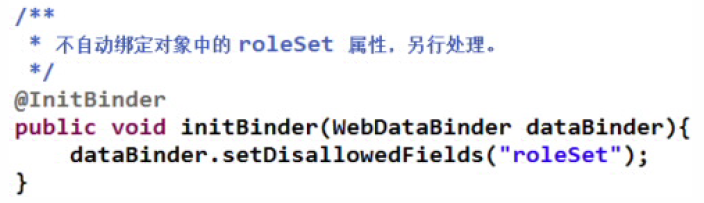 /**
 * 不自动绑定对象中的 roleSet 属性，另行处理。
 */
@InitBinder
public void initBinder(WebDataBinder dataBinder){
    dataBinder.setDisallowedFields("roleSet");
}